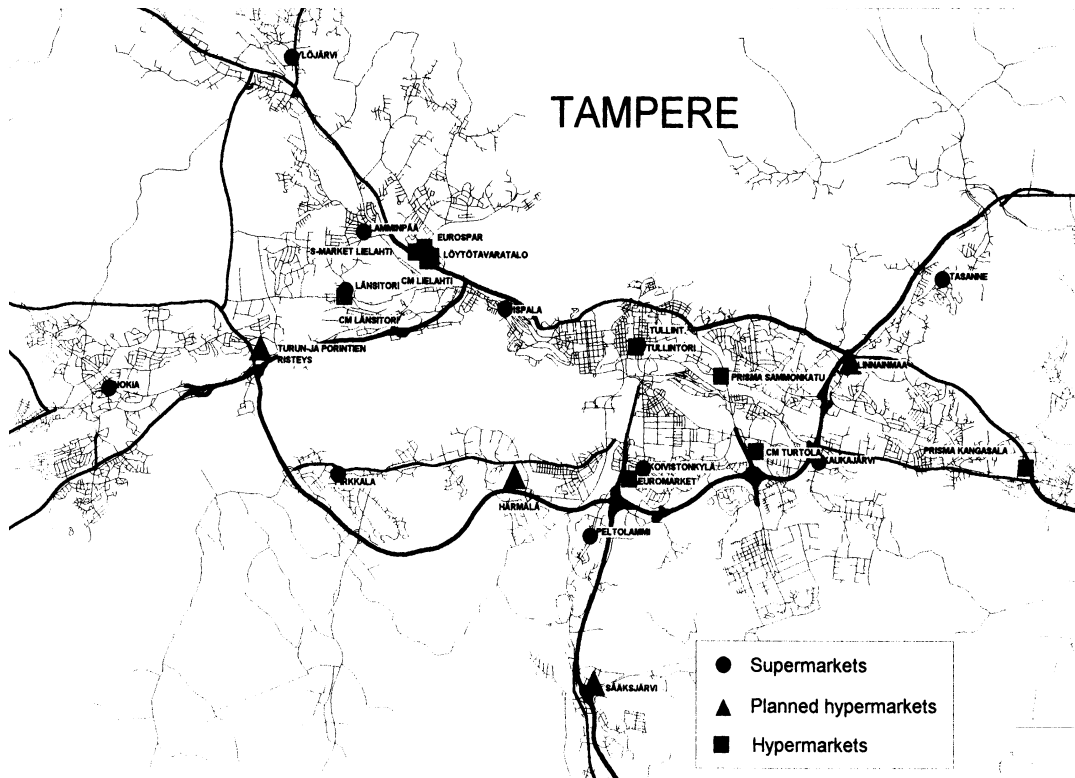 YLÖJÄRVI
TAMPERE
LAMMINPÄÄ
EUROSPAR
S-MARKET LIELAHTI
LÖYTÖTAVARATALO
CM LIELAHTI
TASANNE
LÄNSITORI
ISPALA
CM LÄNSITORI
TULLINT.
TULLINTORI
TURUN-JA PORINTIEN
RISTEYS
LINNAINMAA
PRISMA SAMMONKATU
NOKIA
PRISMA KANGASALA
CM TURTOLA
KAUKAJÄRVI
KOIVISTONKYLÄ
EUROMARKET
IRKKALA
HÄRMÄLÄ
PELTOLAMMI
SÄÄKSJÄRVI
Supermarkets
Planned hypermarkets
Hypermarkets